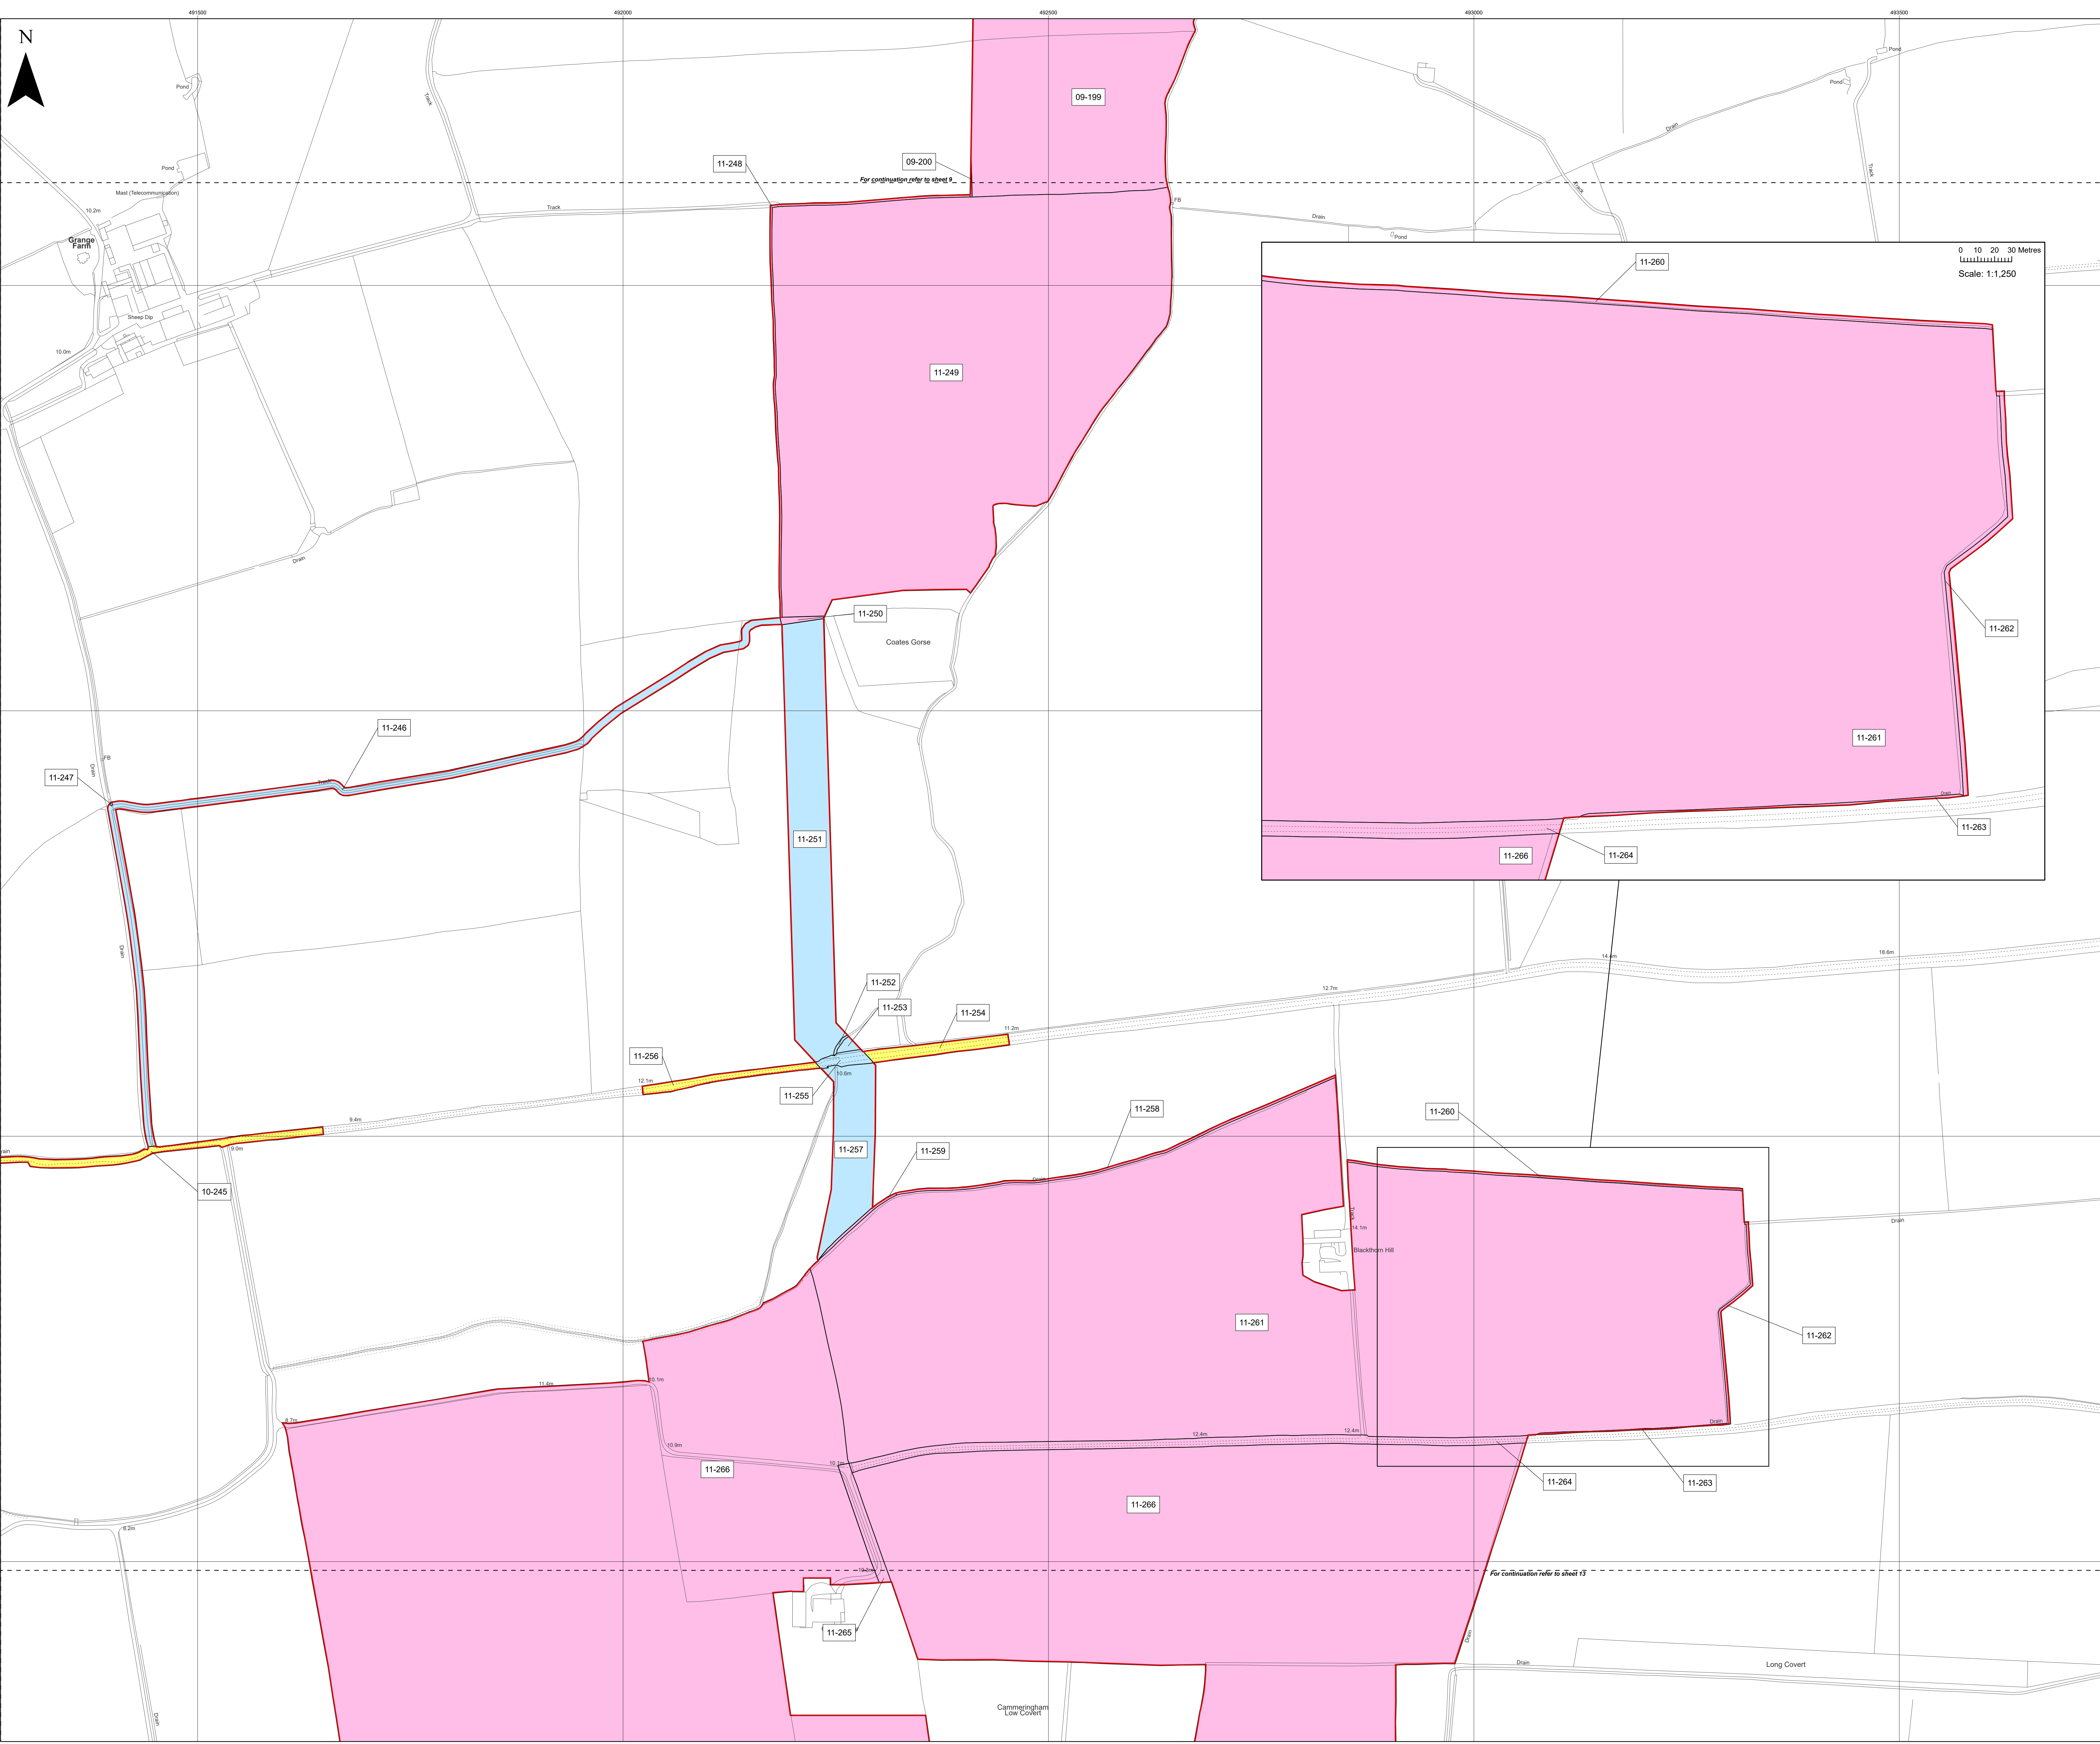 491500
492000
492500
493000
493500
N
Pond
Track
09-199
Pond
Pond
Drain
11-248
09-200
Pond
For continuation refer to sheet 9
Track
Track
Mast (Telecommunication)
10.2m
Track
FB
Drain
Pond
Grange
Farm
0 10 20 30 Metres
Scale: 1:1,250
11-260
Sheep Dip
10.0m
11-249
Drain
11-250
Coates Gorse
11-262
11-246
11-261
FB
Drain
11-247
Track
Drain
11-263
11-264
11-266
11-251
Drain
11-252
11-253
11-254
14.4m
18.6m
12.7m
11.2m
11-256
12.1m
10.6m
11-255
9.4m
11-258
11-260
9.0m
11-257
11-259
Drain
10-245
Track
14.1m
Blackthorn Hill
Drain
11-261
11-262
11.4m
10.1m
8.7m
Drain
12.4m
12.4m
10.9m
10.1m
11-266
11-264
11-263
11-266
8.2m
For continuation refer to sheet 13
11-265
Drain
Drain
Long Covert
Cammeringham
Low Covert
Drain